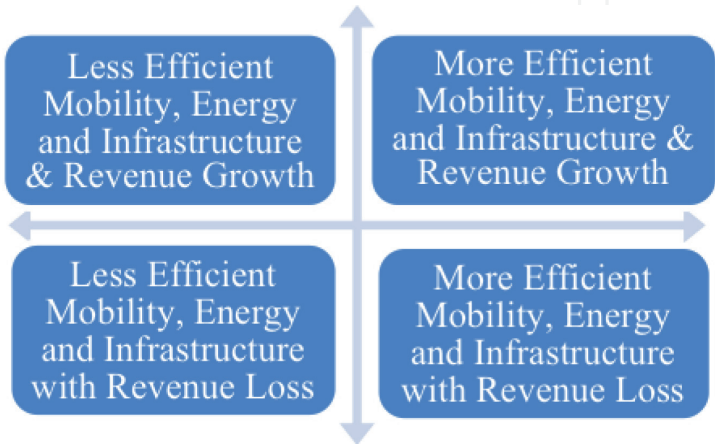 Less Efficient
Mobility, Energy
and Infrastructure
& Revenue Growth
More Efficient
Mobility, Energy
and Infrastructure &
Revenue Growth
Less Efficient
Mobility, Energy
and Infrastructure
with Revenue Loss
More Efficient
Mobility, Energy
and Infrastructure
with Revenue Loss